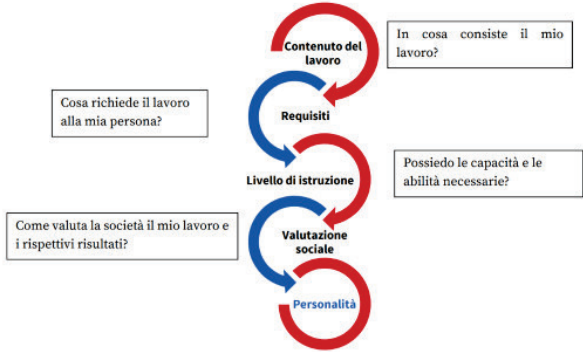 Contenuto del
lavoro
In cosa consiste il mio
lavoro?
Cosa richiede il lavoro
alla mia persona?
Requisiti
Livello di istruzione
Possiedo le capacità e le
abilità necessarie?
Come valuta la società il mio lavoro e
i rispettivi risultati?
Valutazione
sociale
Personalità